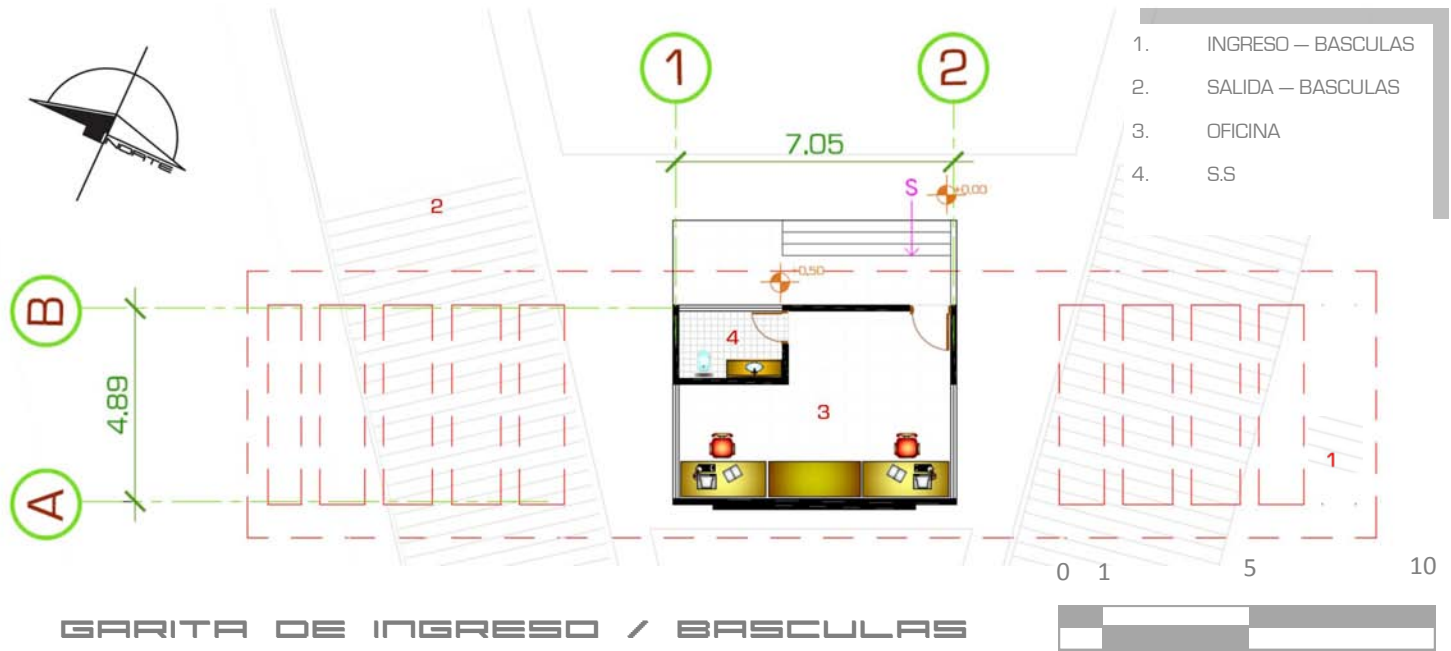 1. INGRESO – BASCULAS
2. SALIDA – BASCULAS
3. OFICINA
4. S.S
NORTE
1
2
7.05
S
+0.00
2
+0.50
B
4
4.89
3
1
A
0 1 5 10
GARITA DE INGRESO / BASCULAS